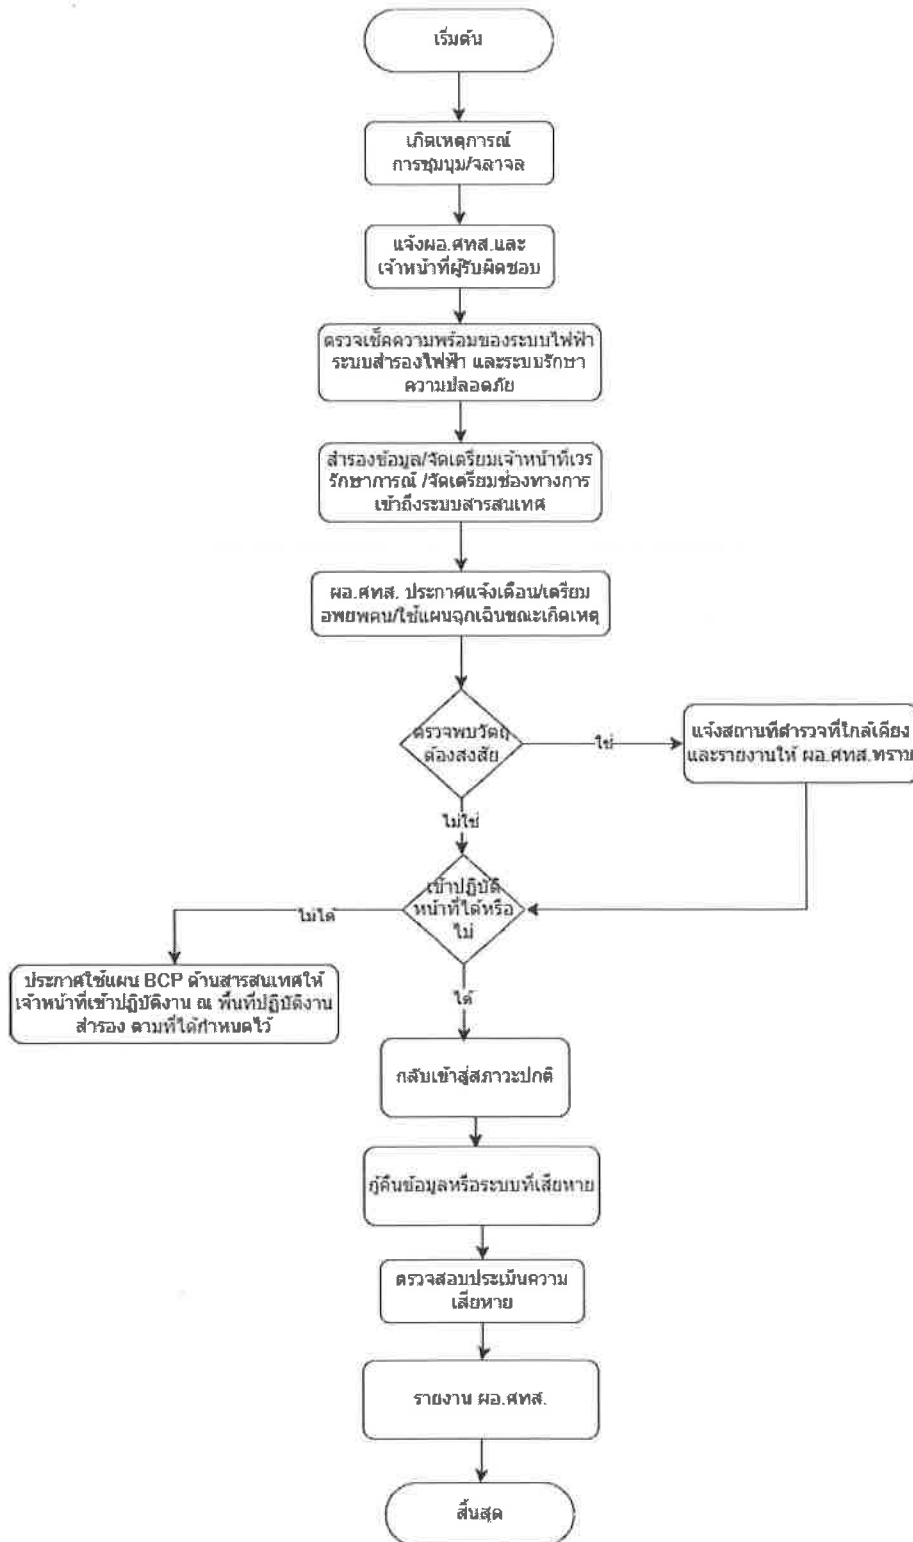 เริ่มต้น
เกิดเหตุการณ์
การชุมนุม/จลาจล
แจ้งผอ.ศทส.และ
เจ้าหน้าที่ผู้รับผิดชอบ
ตรวจเช็คความพร้อมของระบบไฟฟ้า
ระบบสำรองไฟฟ้า และระบบรักษา
ความปลอดภัย
สำรองข้อมูล/จัดเตรียมเจ้าหน้าที่เวร
รักษาการณ์ /จัดเตรียมช่องทางการ
เข้าถึงระบบสารสนเทศ
ผอ.ศทส. ประกาศแจ้งเตือน/เตรียม
อพยพคน/ใช้แผนฉุกเฉินขณะเกิดเหตุ
ตรวจพบวัตถุ
ต้องสงสัย
ใช่
แจ้งสถานที่ตำรวจที่ใกล้เคียง
และรายงานให้ ผอ.ศทส.ทราบ
ไม่ใช่
เข้าปฏิบัติ
หน้าที่ได้หรือ
ไม่
ไม่ได้
ประกาศใช้แผน BCP ด้านสารสนเทศให้
เจ้าหน้าที่เข้าปฏิบัติงาน ณ พื้นที่ปฏิบัติงาน
สำรอง ตามที่ได้กำหนดไว้
ได้
กลับเข้าสู่สภาวะปกติ
กู้คืนข้อมูลหรือระบบที่เสียหาย
ตรวจสอบประเมินความ
เสียหาย
รายงาน ผอ.ศทส.
สิ้นสุด